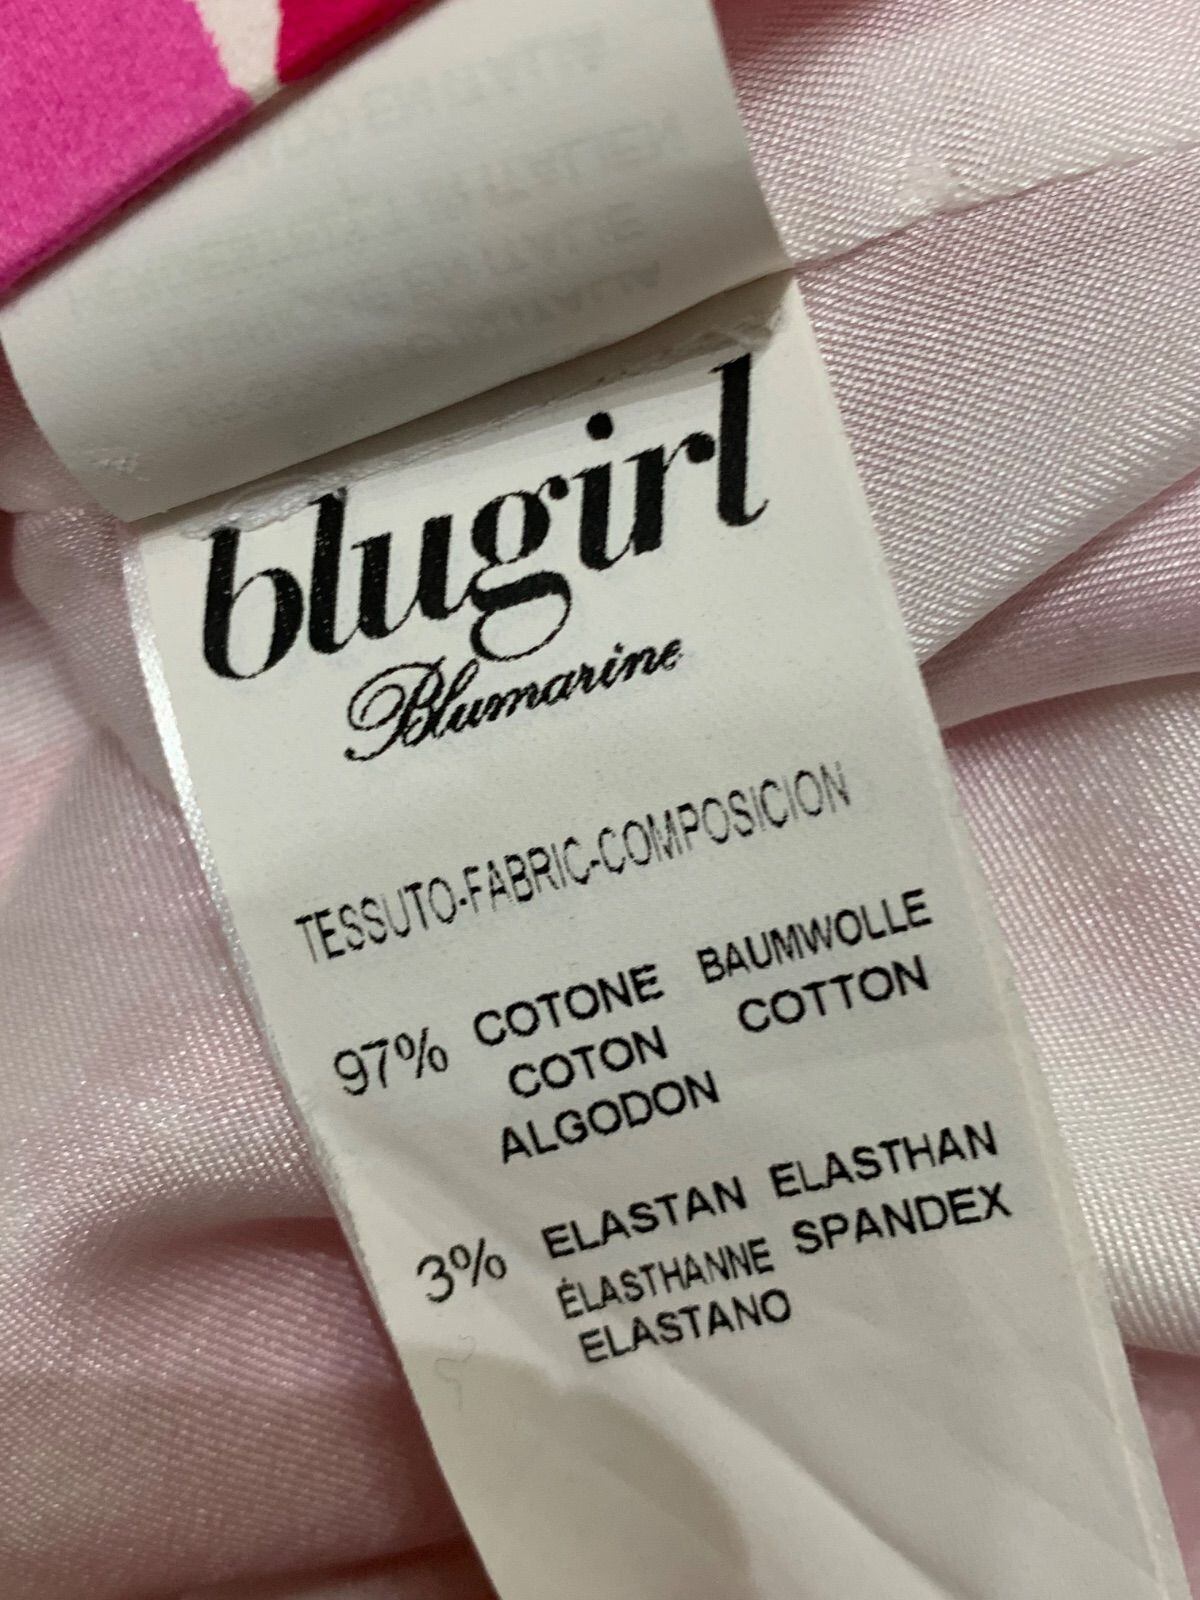 blugirl
Blumarine
TESSUTO-FABRIC-COMPOSICION
97% COTONE BAUMWOLLE
COTON COTTON
ALGODON
3% ELASTAN ELASTHAN
ÉLASTHANNE SPANDEX
ELASTANO